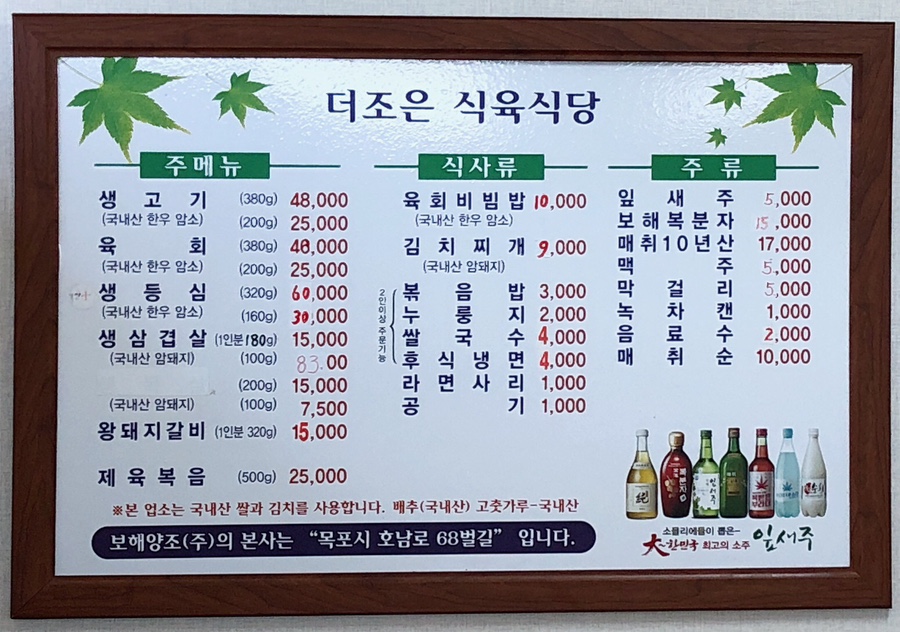 더조은 식육식당
주메뉴
생고기 (380g) 48,000
(국내산 한우 암소) (200g) 25,000
육회 (380g) 48,000
(국내산 한우 암소) (200g) 25,000
생등심 (320g) 60,000
(국내산 한우 암소) (160g) 30,000
생삼겹살 (1인분180g) 15,000
(국내산 암돼지) (100g) 83.00
(200g) 15,000
(국내산 암돼지) (100g) 7,500
왕돼지갈비 (1인분 320g) 15,000
제육볶음 (500g) 25,000
식사류
육회비빔밥 10,000
(국내산 한우 암소)
김치찌개 9,000
(국내산 암돼지)
2인이상 주문가능
볶음밥 3,000
누룽지 2,000
쌀국수 4,000
후식냉면 4,000
라면사리 1,000
공기 1,000
주류
잎새주 5,000
보해복분자 15,000
매취10년산 17,000
맥주 5,000
막걸리 5,000
녹차캔 1,000
음료수 2,000
매취순 10,000
※본 업소는 국내산 쌀과 김치를 사용합니다. 배추(국내산) 고춧가루-국내산
보해양조(주)의 본사는 “목포시 호남로 68벌길” 입니다.
소믈리에들이 뽑은-
大한민국 최고의 소주 잎새주